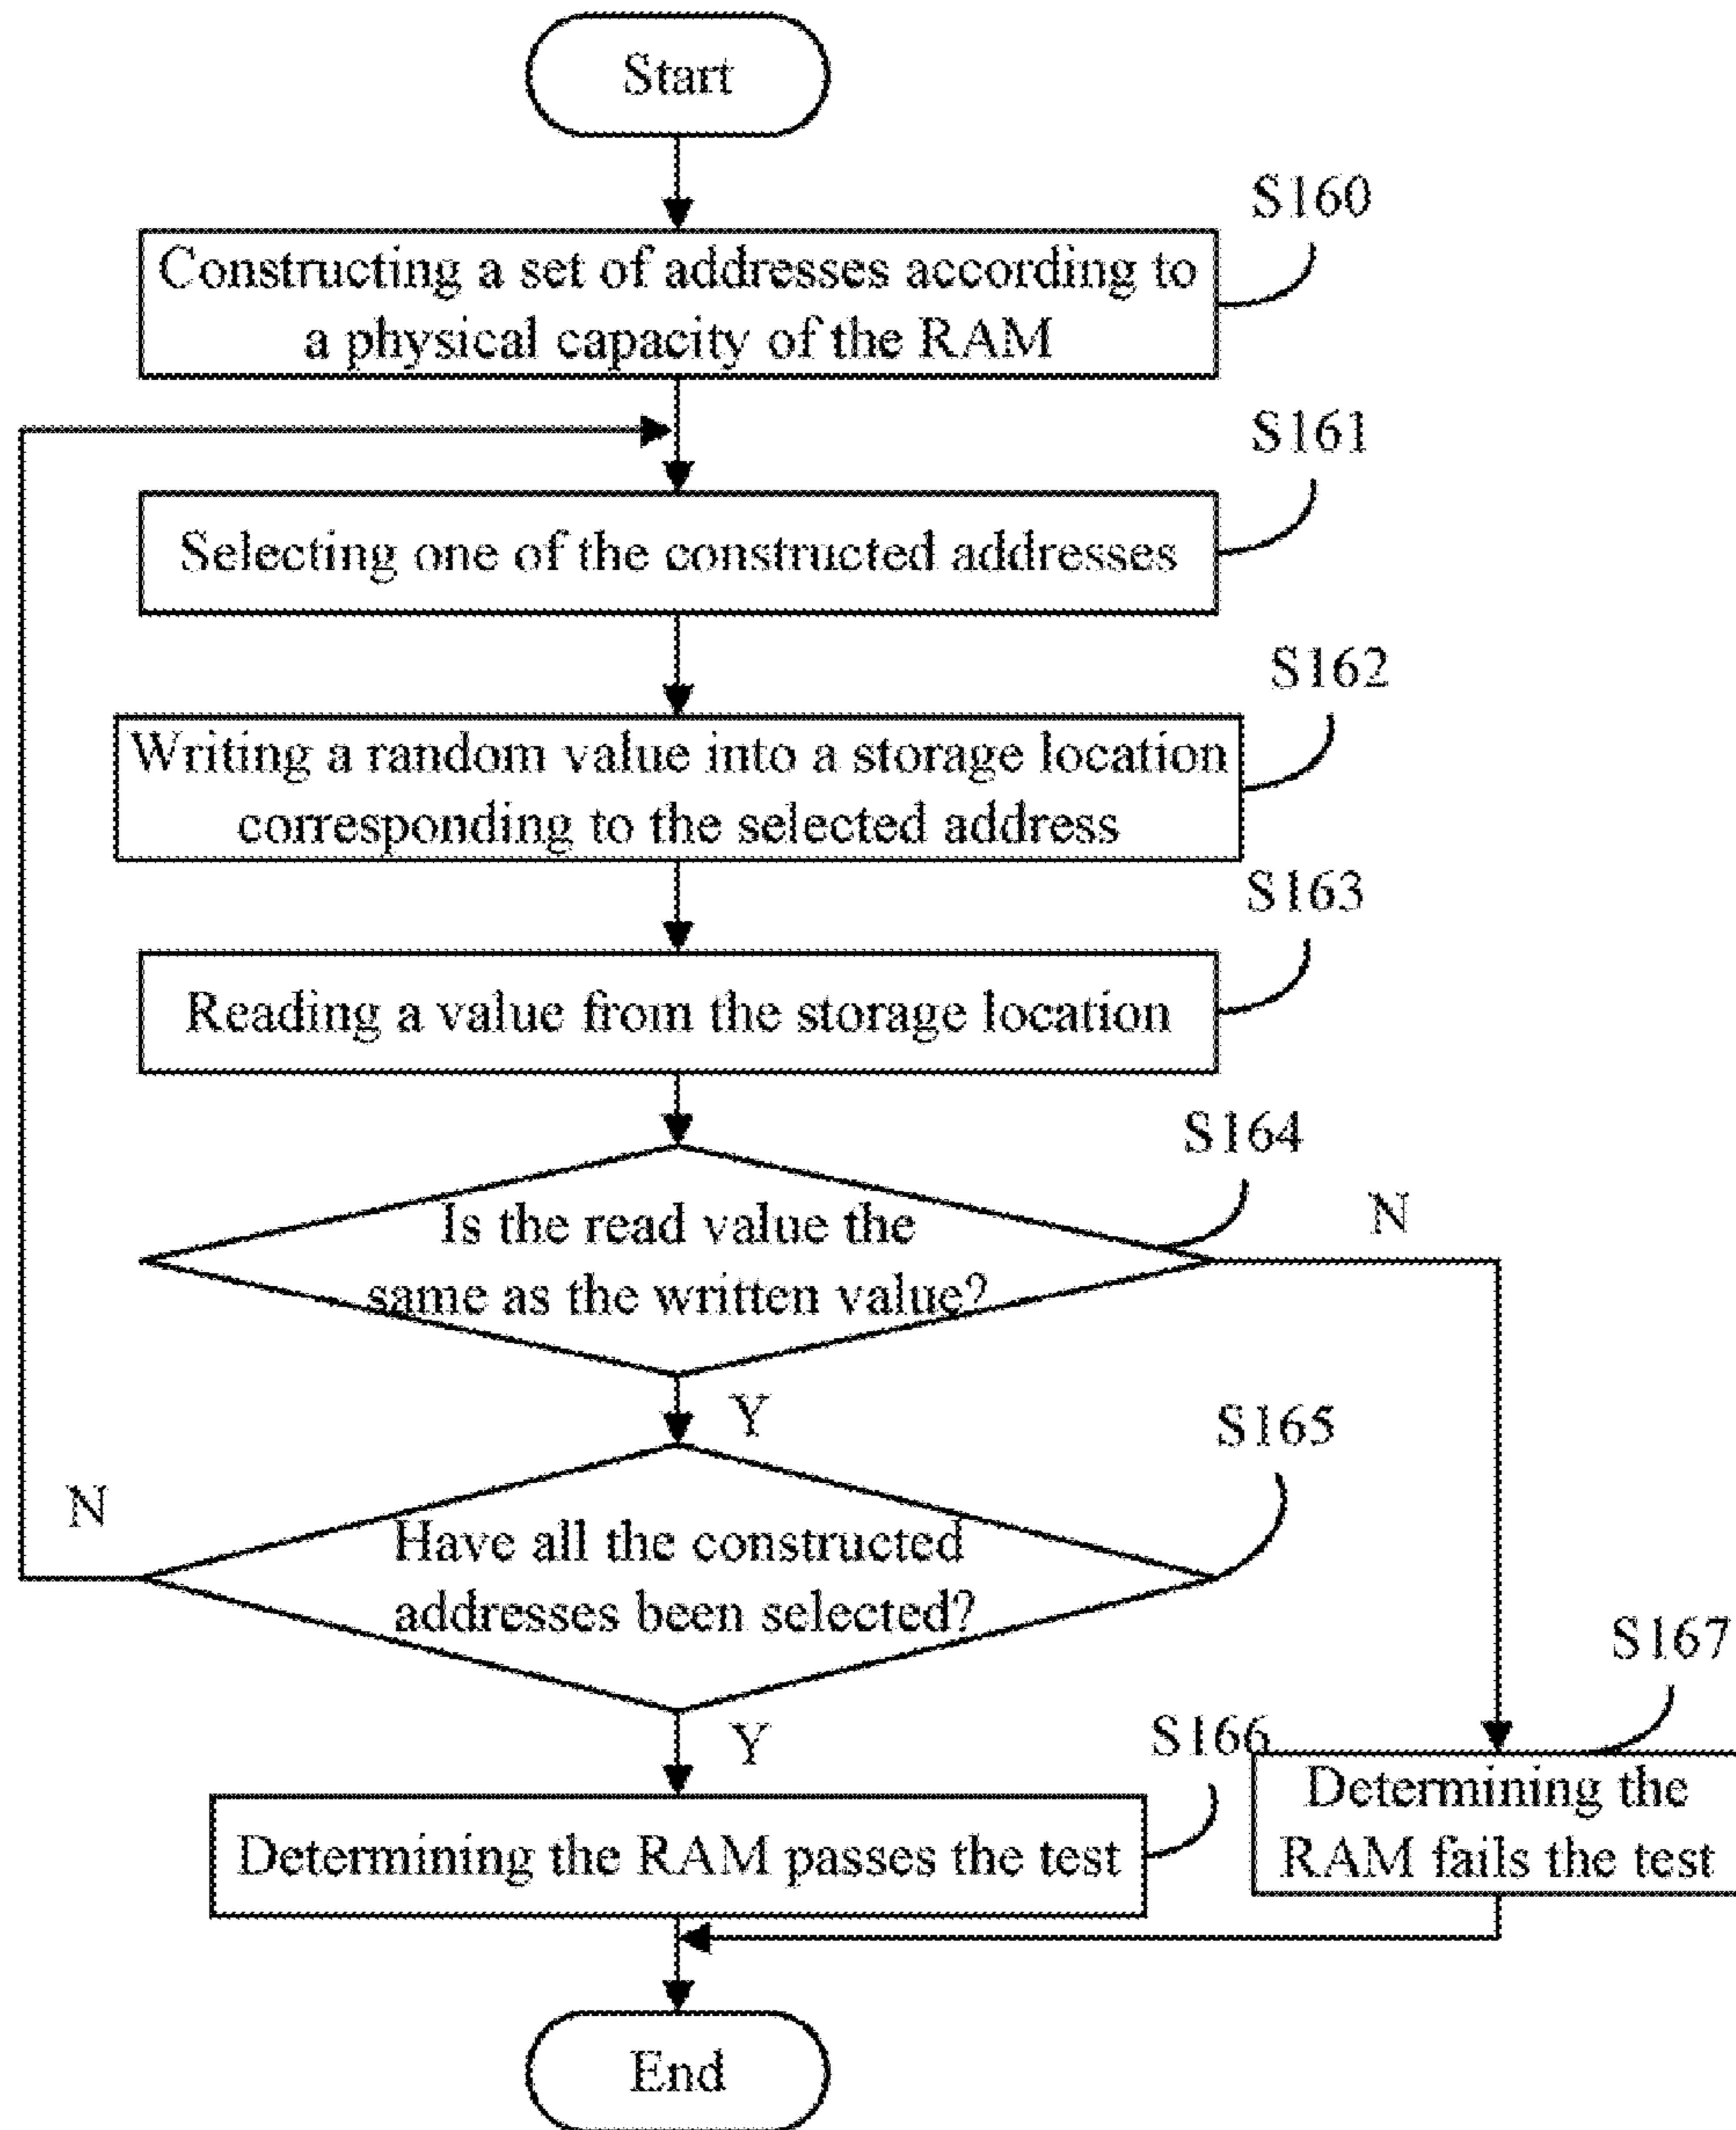 Start
S160
Constructing a set of addresses according to
a physical capacity of the RAM
S161
Selecting one of the constructed addresses
S162
Writing a random value into a storage location
corresponding to the selected address
S163
Reading a value from the storage location
S164
Is the read value the
same as the written value?
N
Y
S165
N
Have all the constructed
addresses been selected?
Y
S166
Determining the RAM passes the test
S167
Determining the
RAM fails the test
End